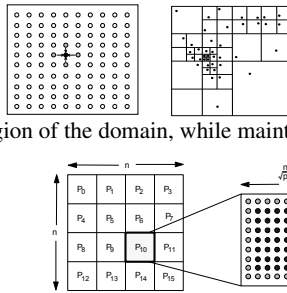 gion of the domain, while maint
n
n
P0 P1 P2 P3
P4 P5 P6 P7
P8 P9 P10 P11
P12 P13 P14 P15